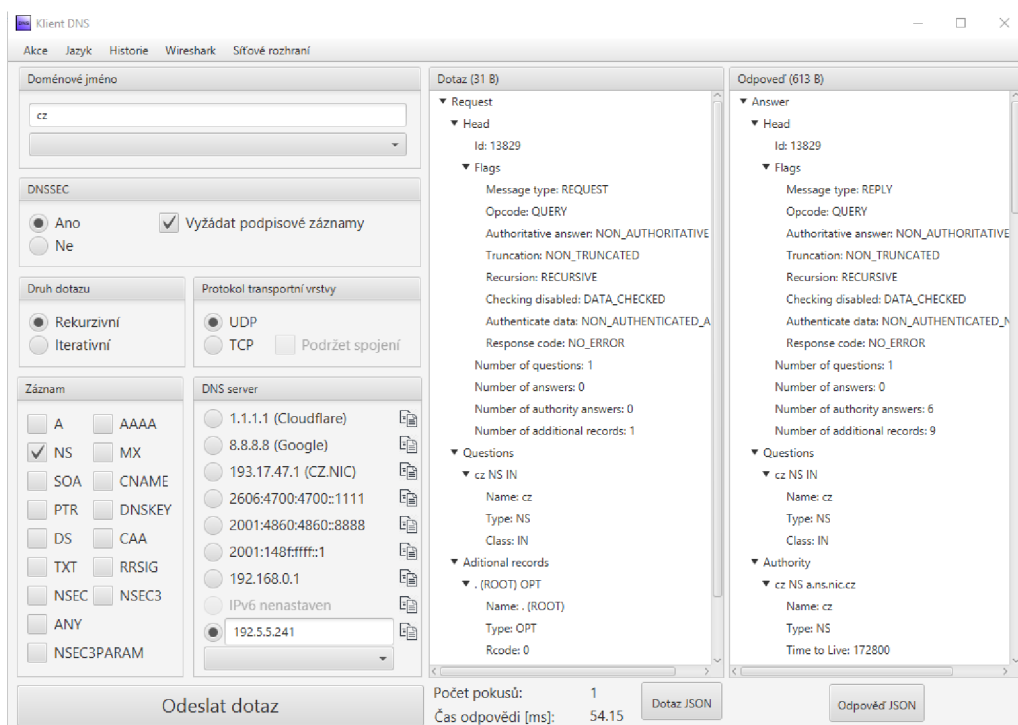 DNS Klient DNS
Akce Jazyk Historie Wireshark Síťové rozhraní
Doménové jméno
cz
DNSSEC
Ano
Vyžádát podpisové záznamy
Ne
Druh dotazu
Rekurzivní
Iterativní
Protokol transportní vrstvy
UDP
TCP
Podržet spojení
Záznam
A AAAA
NS MX
SOA CNAME
PTR DNSKEY
DS CAA
TXT RRSIG
NSEC NSEC3
ANY
NSEC3PARAM
DNS server
1.1.1.1 (Cloudflare)
8.8.8.8 (Google)
193.17.47.1 (CZ.NIC)
2606:4700:4700::1111
2001:4860:4860::8888
2001:148f:ffff::1
192.168.0.1
IPv6 nenastaven
192.5.5.241
Odeslat dotaz
Dotaz (31 B)
Request
Head
Id: 13829
Flags
Message type: REQUEST
Opcode: QUERY
Authoritative answer: NON_AUTHORITATIVE
Truncation: NON_TRUNCATED
Recursion: RECURSIVE
Checking disabled: DATA_CHECKED
Authenticate data: NON_AUTHENTICATED_A
Response code: NO_ERROR
Number of questions: 1
Number of answers: 0
Number of authority answers: 0
Number of additional records: 1
Questions
cz NS IN
Name: cz
Type: NS
Class: IN
Aditional records
. (ROOT) OPT
Name: . (ROOT)
Type: OPT
Rcode: 0
Počet pokusů: 1
Čas odpovědi [ms]: 54.15
Dotaz JSON
Odpoveď (613 B)
Answer
Head
Id: 13829
Flags
Message type: REPLY
Opcode: QUERY
Authoritative answer: NON_AUTHORITATIVE
Truncation: NON_TRUNCATED
Recursion: RECURSIVE
Checking disabled: DATA_CHECKED
Authenticate data: NON_AUTHENTICATED_N
Response code: NO_ERROR
Number of questions: 1
Number of answers: 0
Number of authority answers: 6
Number of additional records: 9
Questions
cz NS IN
Name: cz
Type: NS
Class: IN
Authority
cz NS a.ns.nic.cz
Name: cz
Type: NS
Time to Live: 172800
Odpověď JSON